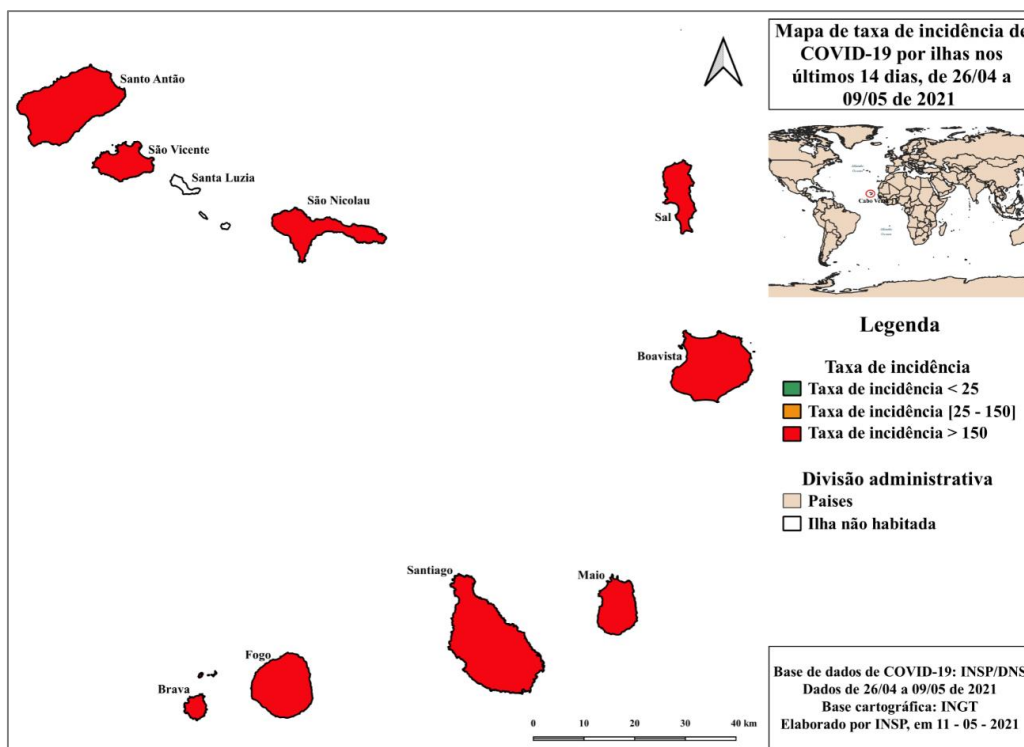 Mapa de taxa de incidência de
COVID-19 por ilhas nos
últimos 14 dias, de 26/04 a
09/05 de 2021
Santo Antão
São Vicente
Santa Luzia
São Nicolau
Sal
Boavista
Cabo Verde
Legenda
Taxa de incidência
Taxa de incidência < 25
Taxa de incidência [25 - 150]
Taxa de incidência > 150
Divisão administrativa
Paises
Ilha não habitada
Santiago
Maio
Fogo
Brava
0 10 20 30 40 km
Base de dados de COVID-19: INSP/DNS
Dados de 26/04 a 09/05 de 2021
Base cartográfica: INGT
Elaborado por INSP, em 11 - 05 - 2021